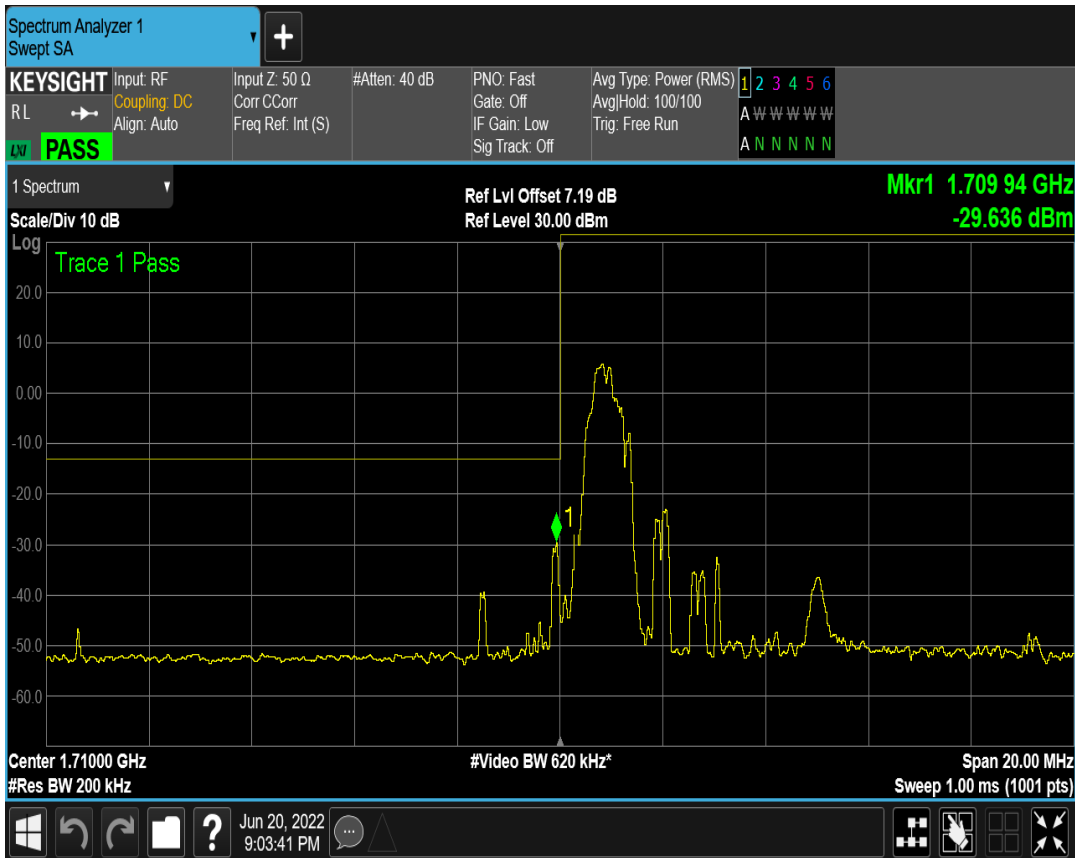 Spectrum Analyzer 1
Swept SA
+
KEYSIGHT
RL
LXI PASS
Input: RF
Coupling: DC
Align: Auto
Input Z: 50 Ω
Corr CCorr
Freq Ref: Int (S)
#Atten: 40 dB
PNO: Fast
Gate: Off
IF Gain: Low
Sig Track: Off
Avg Type: Power (RMS)
Avg|Hold: 100/100
Trig: Free Run
1 2 3 4 5 6
A W W W W W
A N N N N N
1 Spectrum
Scale/Div 10 dB
Ref Lvl Offset 7.19 dB
Ref Level 30.00 dBm
Mkr1 1.709 94 GHz
-29.636 dBm
Log
Trace 1 Pass
20.0
10.0
0.00
-10.0
-20.0
1
-30.0
-40.0
-50.0
-60.0
Center 1.71000 GHz
#Res BW 200 kHz
#Video BW 620 kHz*
Span 20.00 MHz
Sweep 1.00 ms (1001 pts)
?
Jun 20, 2022
9:03:41 PM